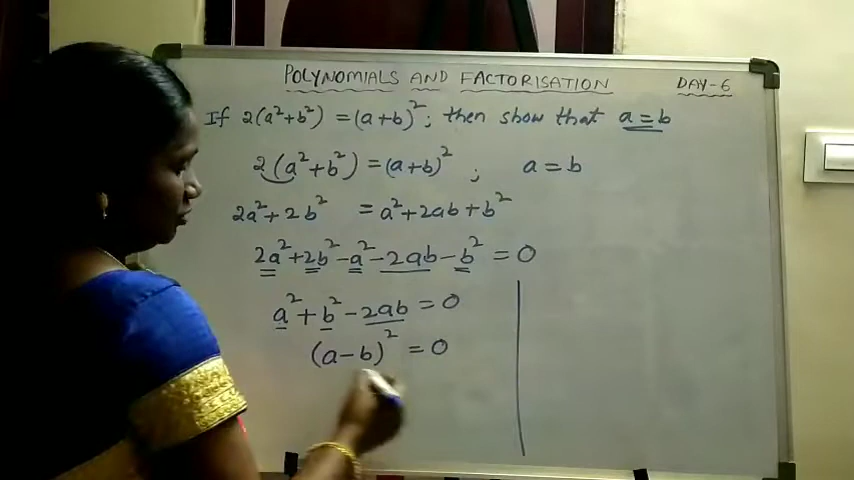 POLYNOMIALS AND FACTORISATION DAY-6
If 2(a²+b²) = (a+b)²; then show that a = b
2(a²+b²) = (a+b)² ; a = b
2a²+2b² = a²+2ab+b²
2a²+2b²-a²-2ab-b² = 0
a²+b²-2ab = 0
(a-b)² = 0